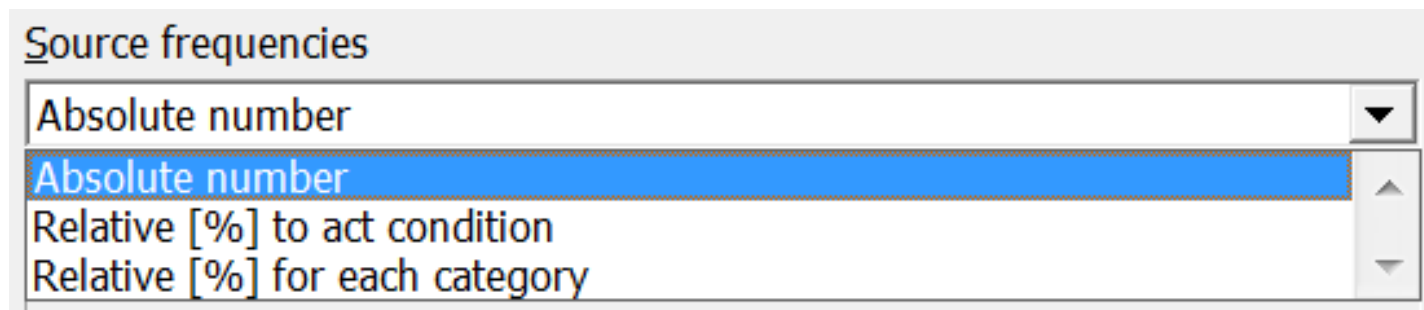 Source frequencies
Absolute number
Absolute number
Relative [%] to act condition
Relative [%] for each category